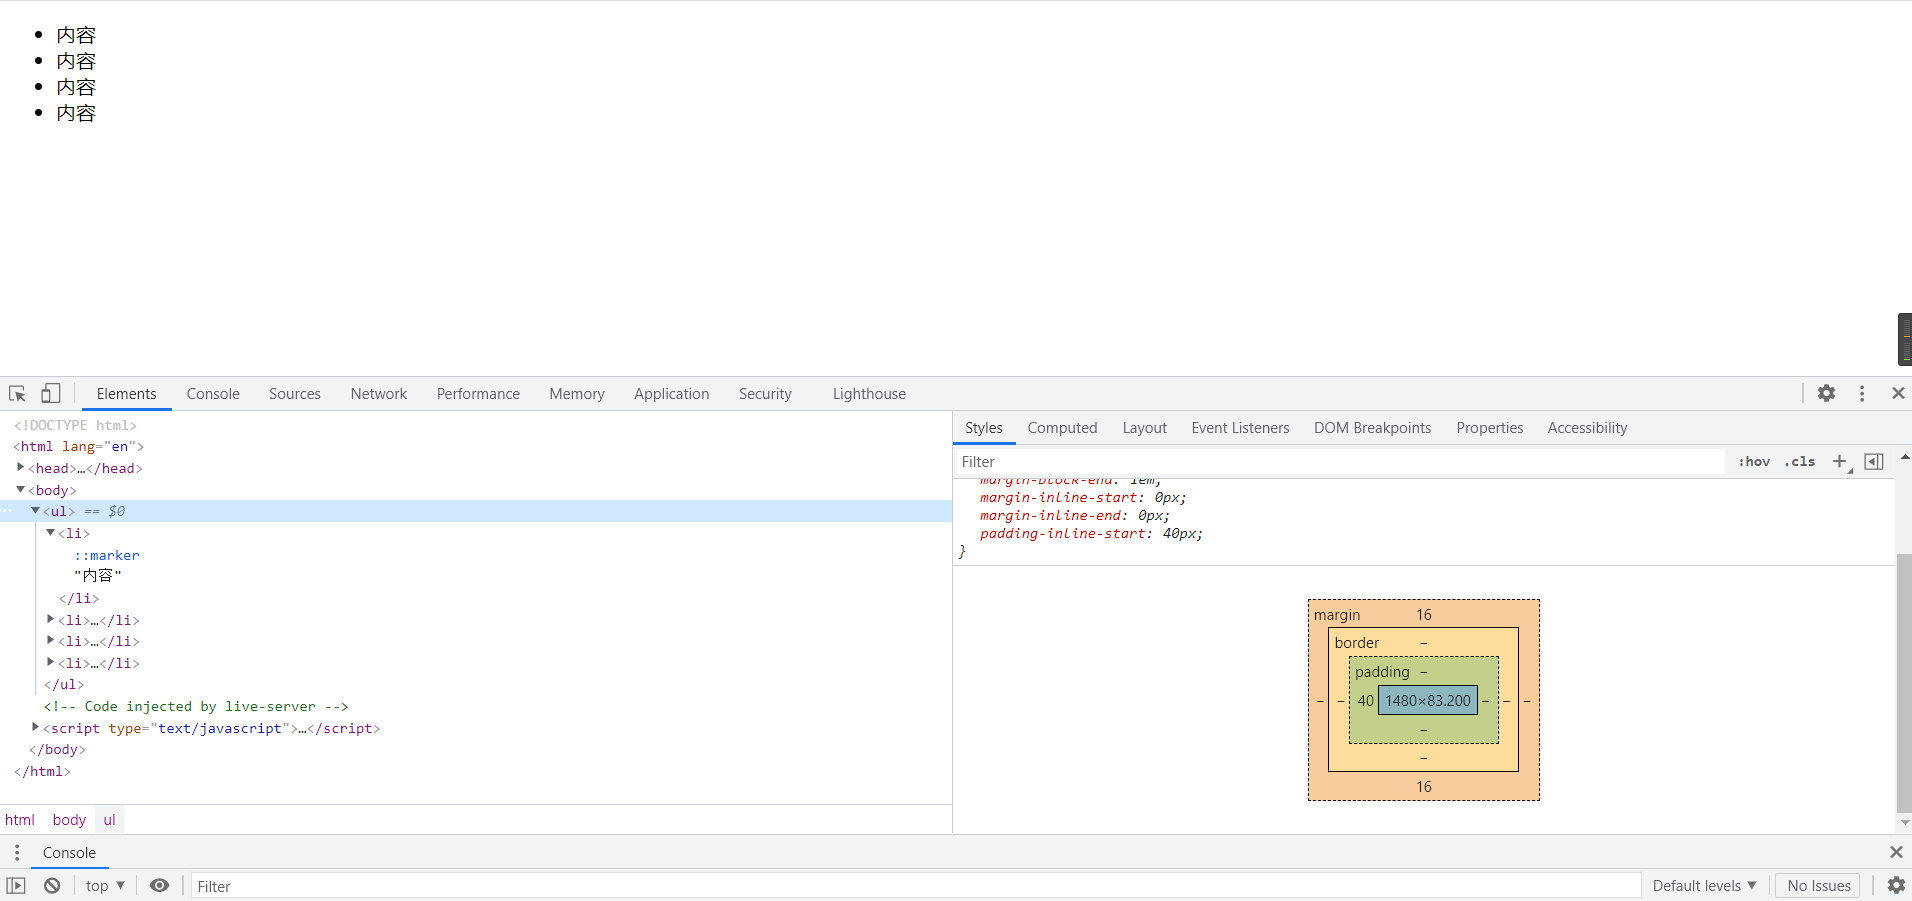 • 内容
• 内容
• 内容
• 内容
Elements Console Sources Network Performance Memory Application Security Lighthouse
<!DOCTYPE html>
<html lang="en">
<head>…</head>
<body>
<ul> == $0
<li>
::marker
"内容"
</li>
<li>…</li>
<li>…</li>
<li>…</li>
</ul>
<!-- Code injected by live-server -->
<script type="text/javascript">…</script>
</body>
</html>
html body ul
Styles Computed Layout Event Listeners DOM Breakpoints Properties Accessibility
Filter :hov .cls +
margin-block-end: 1em;
margin-inline-start: 0px;
margin-inline-end: 0px;
padding-inline-start: 40px;
}
margin 16
border –
padding –
– – 40 1480×83.200 – – –
–
–
16
Console
top Filter Default levels No Issues